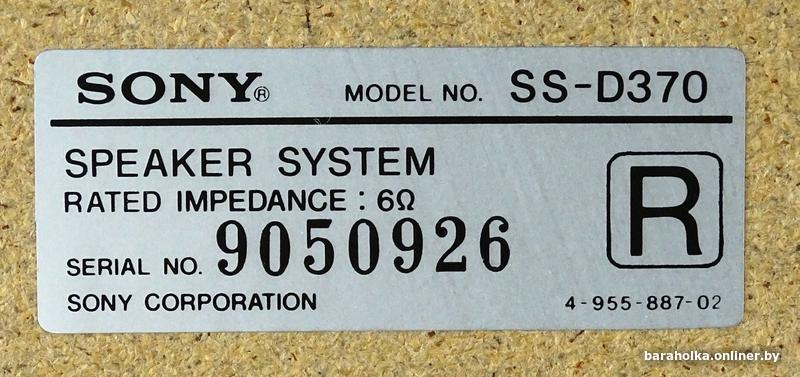 SONY® MODEL NO. SS-D370
SPEAKER SYSTEM
RATED IMPEDANCE : 6Ω
R
SERIAL NO. 9050926
SONY CORPORATION 4-955-887-02
baraholka.onliner.by